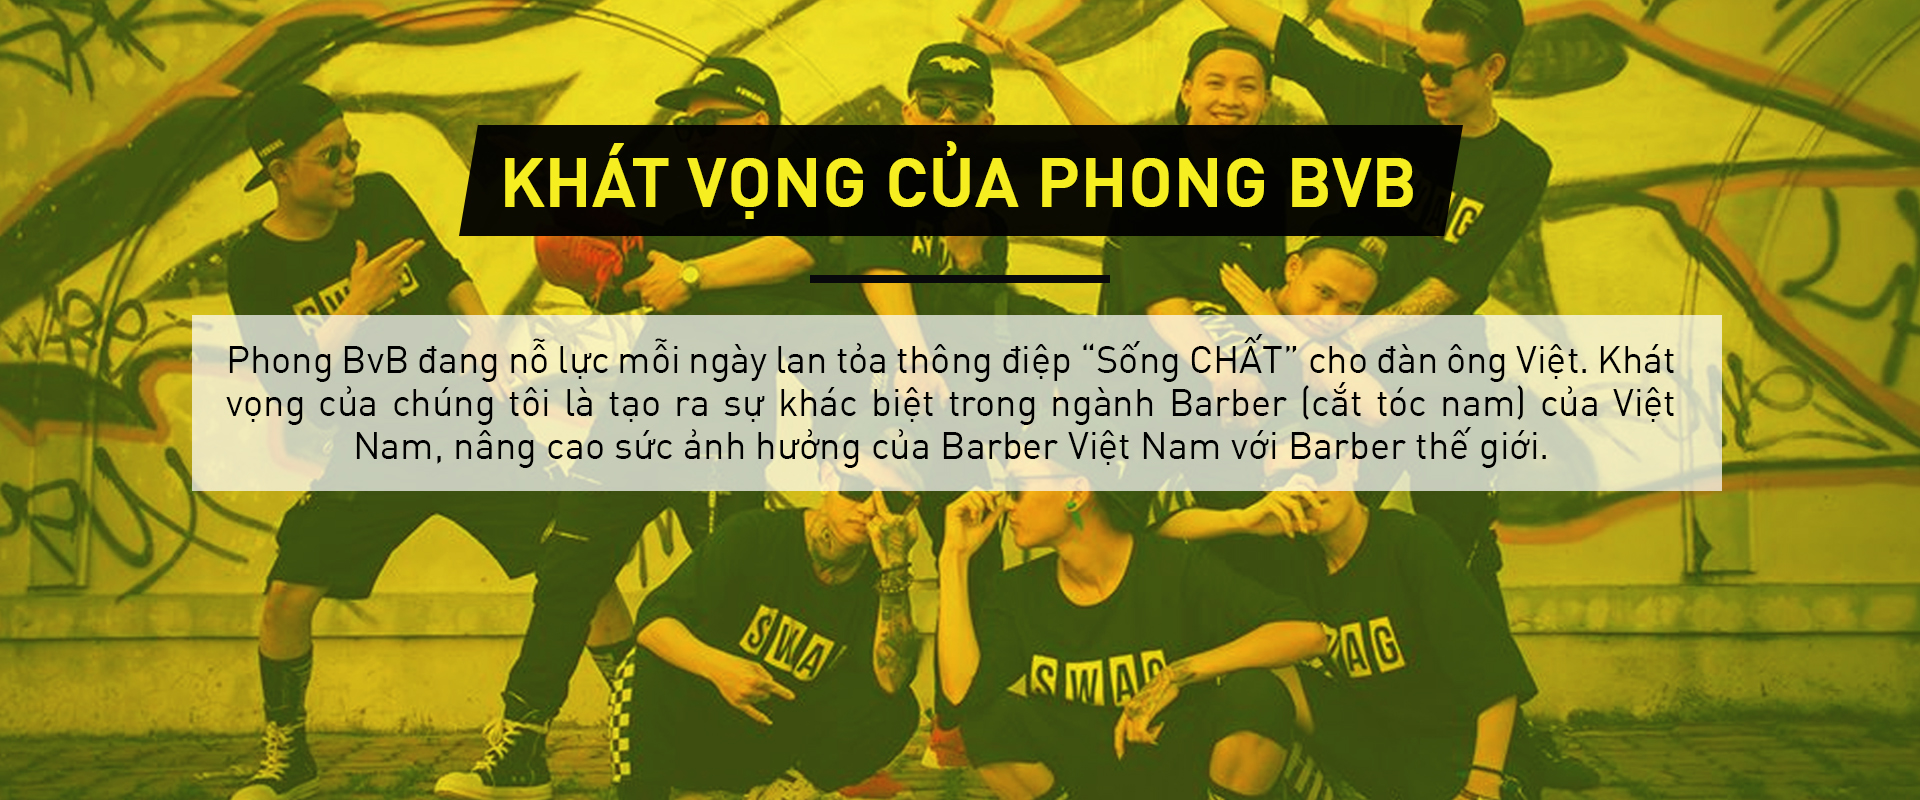 KHÁT VỌNG CỦA PHONG BVB
Phong BvB đang nỗ lực mỗi ngày lan tỏa thông điệp “Sống CHẤT” cho đàn ông Việt. Khát
vọng của chúng tôi là tạo ra sự khác biệt trong ngành Barber (cắt tóc nam) của Việt
Nam, nâng cao sức ảnh hưởng của Barber Việt Nam với Barber thế giới.
SWAG
SWA
SWAG
AG